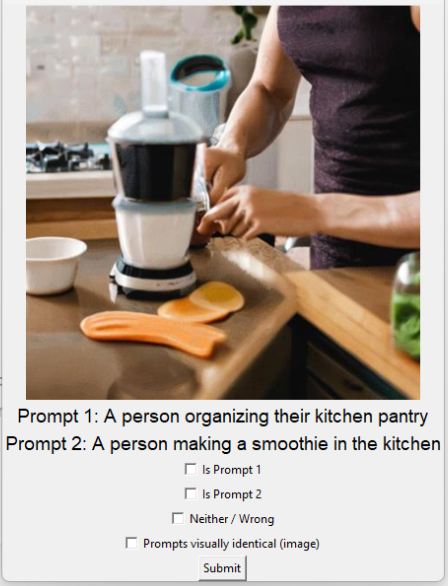 Prompt 1: A person organizing their kitchen pantry
Prompt 2: A person making a smoothie in the kitchen
Is Prompt 1
Is Prompt 2
Neither / Wrong
Prompts visually identical (image)
Submit